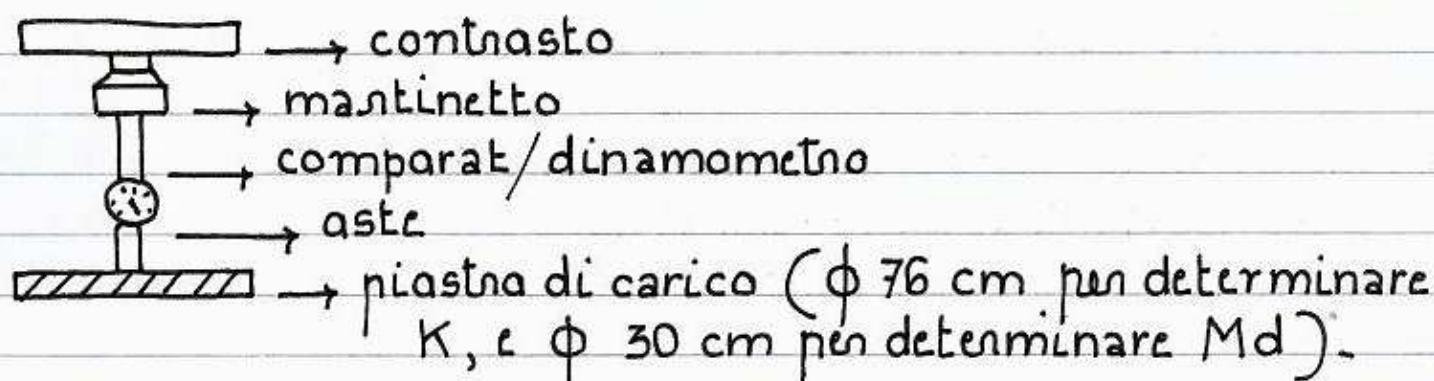 → contrasto
→ martinetto
→ comparat/dinamometro
→ aste
→ piastra di carico (ϕ 76 cm per determinare
K, e ϕ 30 cm per determinare Md).